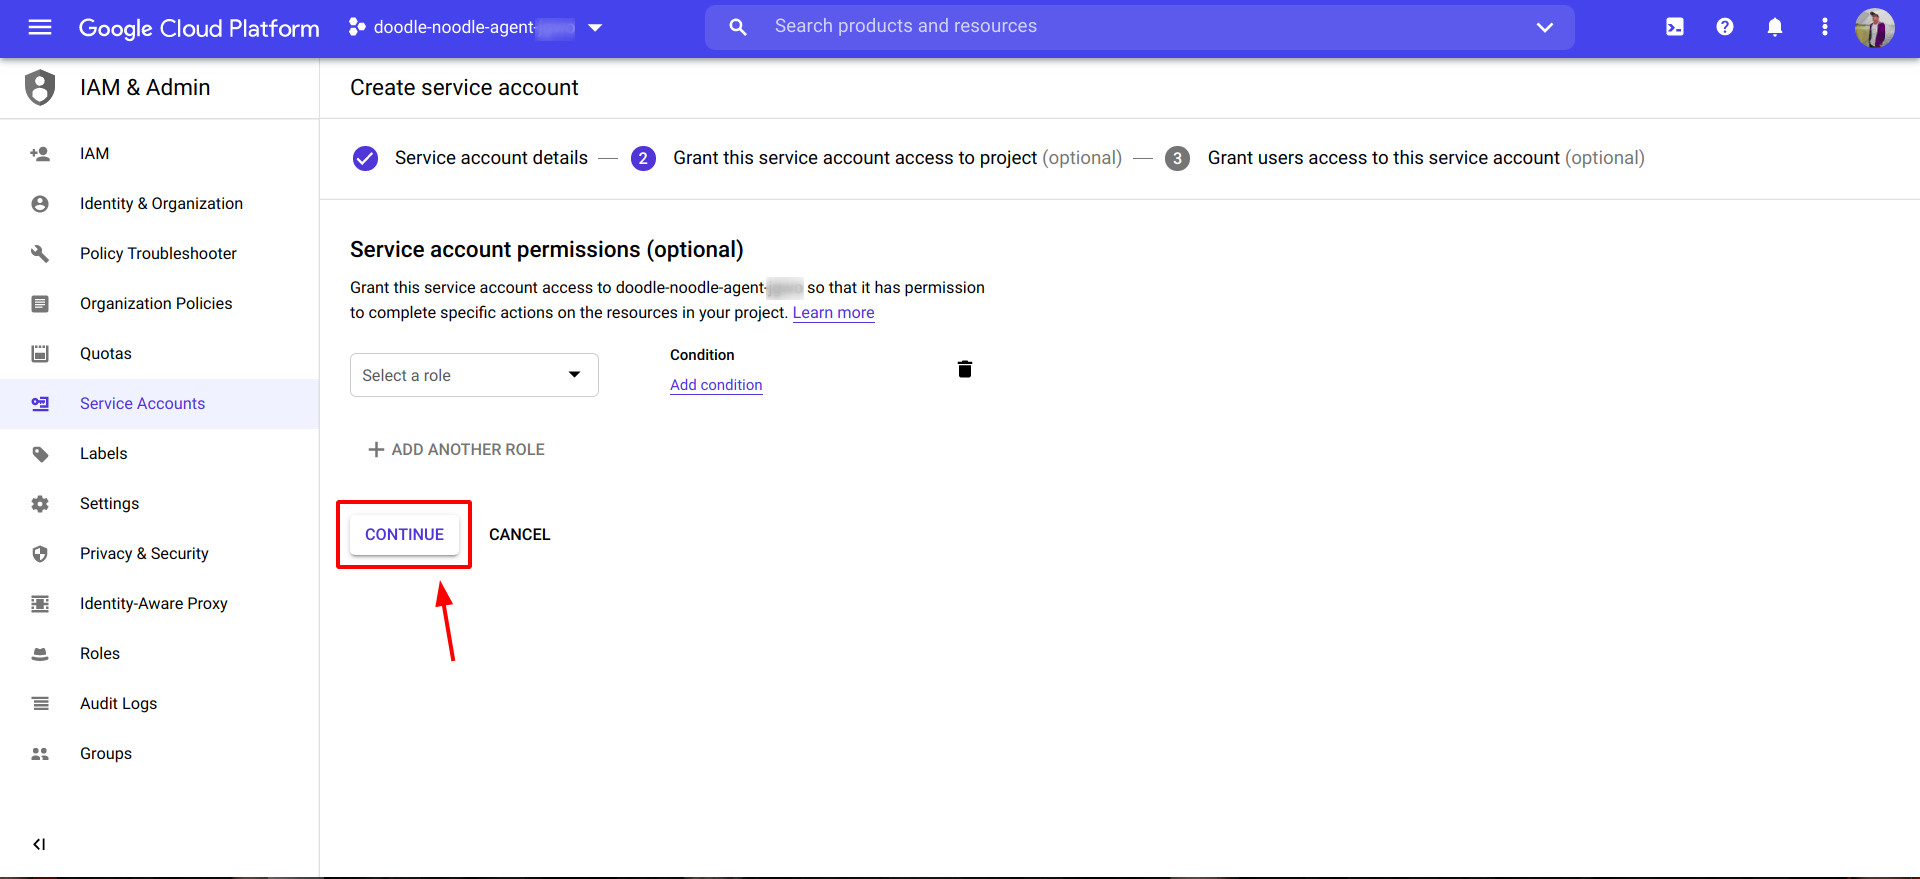 Google Cloud Platform
doodle-noodle-agent-
Search products and resources
IAM & Admin
IAM
Identity & Organization
Policy Troubleshooter
Organization Policies
Quotas
Service Accounts
Labels
Settings
Privacy & Security
Identity-Aware Proxy
Roles
Audit Logs
Groups
Create service account
Service account details — 2 Grant this service account access to project (optional) — 3 Grant users access to this service account (optional)
Service account permissions (optional)
Grant this service account access to doodle-noodle-agent- so that it has permission
to complete specific actions on the resources in your project. Learn more
Select a role
Condition
Add condition
ADD ANOTHER ROLE
CONTINUE
CANCEL